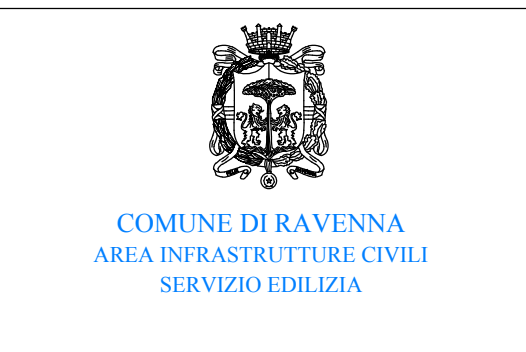 COMUNE DI RAVENNA
AREA INFRASTRUTTURE CIVILI
SERVIZIO EDILIZIA